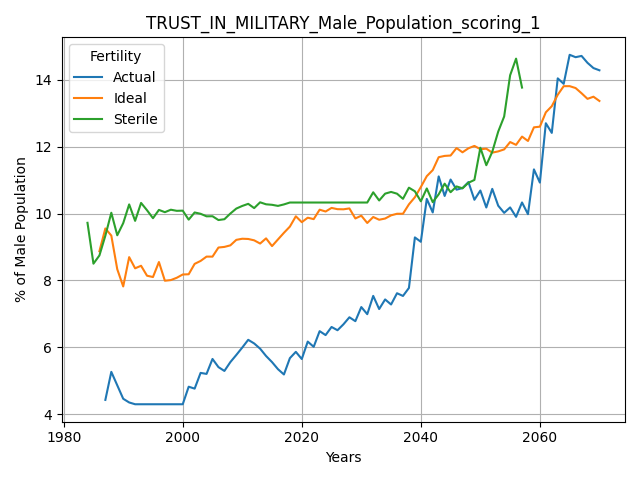 TRUST_IN_MILITARY_Male_Population_scoring_1
Fertility
Actual
Ideal
Sterile
% of Male Population
14
12
10
8
6
4
1980
2000
2020
2040
2060
Years